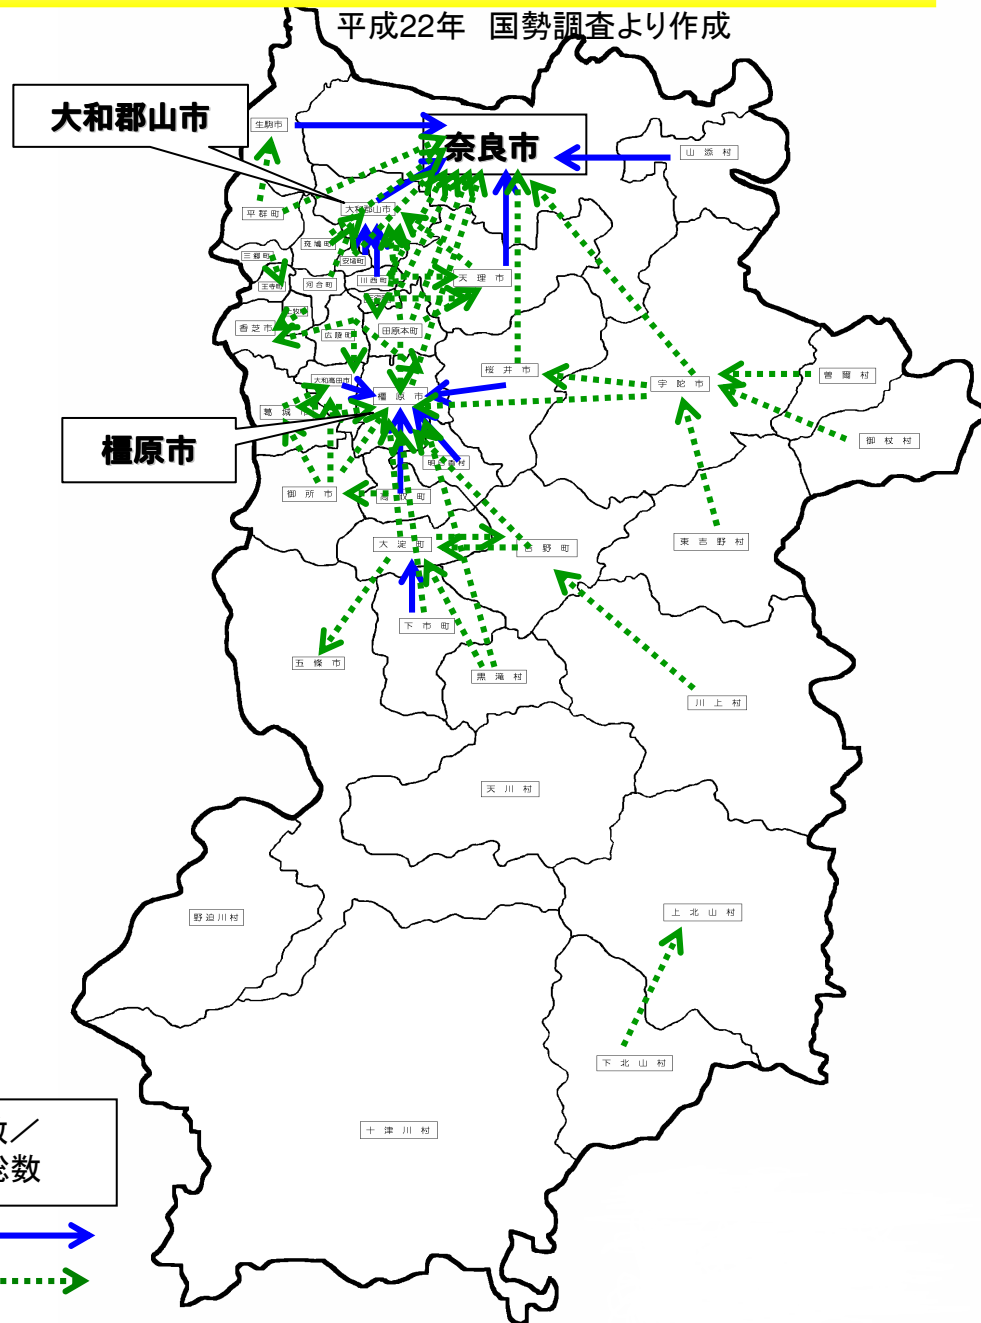 平成22年 国勢調査より作成
大和郡山市
生駒市
奈良市
山添村
平群町
大和郡山市
斑鳩町
三郷町
安堵町
王寺町
河合町
川西町
天理市
香芝市
広陵町
田原本町
桜井市
大和高田市
橿原市
宇陀市
曽爾村
葛城市
御杖村
橿原市
明日香村
御所市
高取町
大淀町
吉野町
東吉野村
下市町
五條市
黒滝村
川上村
天川村
野迫川村
上北山村
下北山村
十津川村
数／
総数